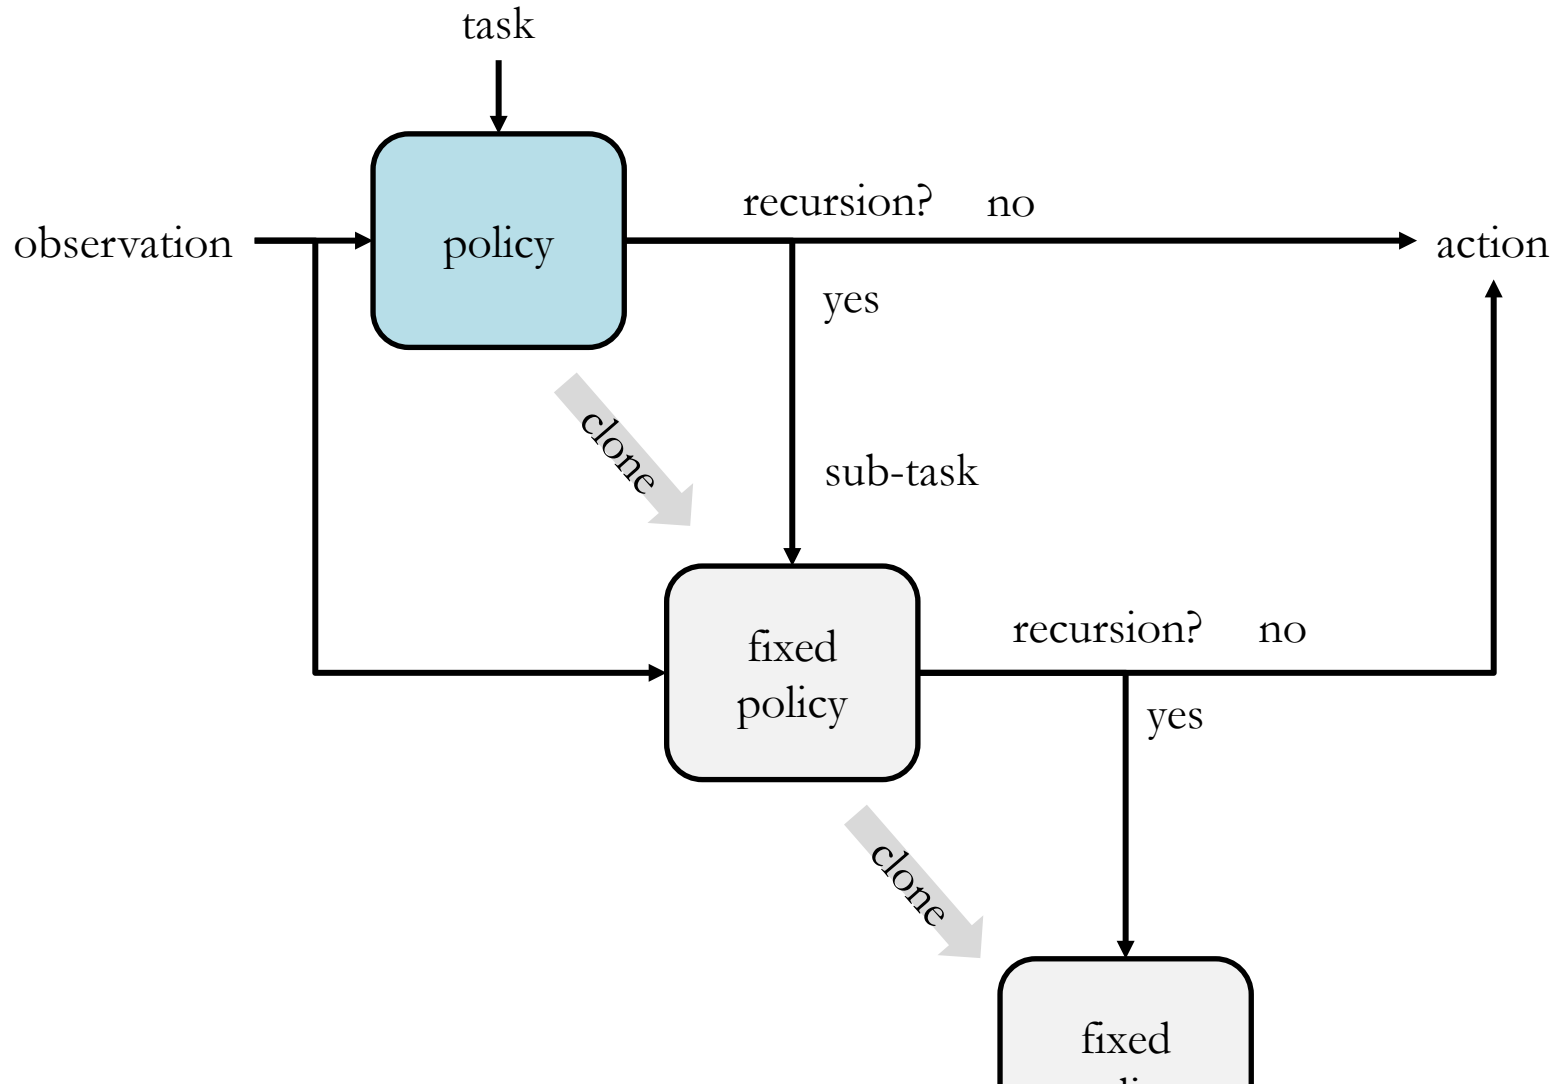 task
recursion? no
observation
policy
action
yes
clone
sub-task
recursion? no
fixed
policy
yes
clone
fixed